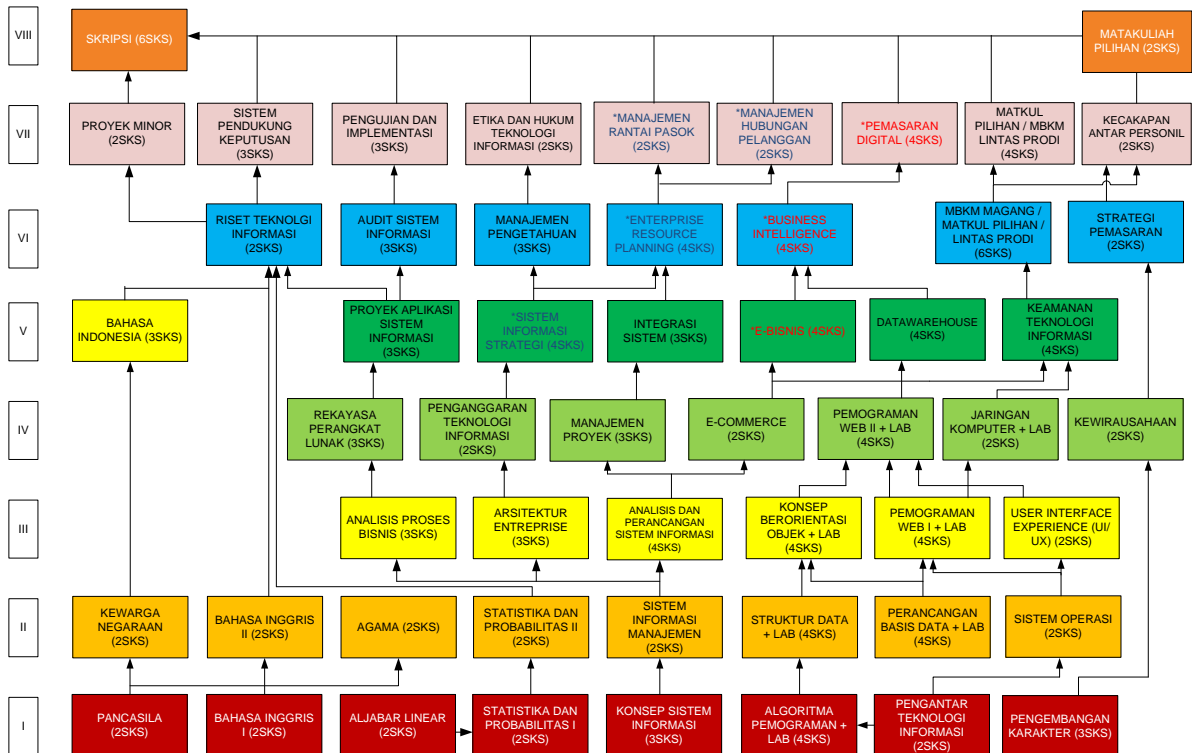 VIII
SKRIPSI (6SKS)
MATAKULIAH
PILIHAN (2SKS)
VII
PROYEK MINOR
(2SKS)
SISTEM
PENDUKUNG
KEPUTUSAN
(3SKS)
PENGUJIAN DAN
IMPLEMENTASI
(3SKS)
ETIKA DAN HUKUM
TEKNOLOGI
INFORMASI (2SKS)
*MANAJEMEN
RANTAI PASOK
(2SKS)
*MANAJEMEN
HUBUNGAN
PELANGGAN
(2SKS)
*PEMASARAN
DIGITAL (4SKS)
MATKUL
PILIHAN / MBKM
LINTAS PRODI
(4SKS)
KECAKAPAN
ANTAR PERSONIL
(2SKS)
VI
RISET TEKNOLGI
INFORMASI
(2SKS)
AUDIT SISTEM
INFORMASI
(3SKS)
MANAJEMEN
PENGETAHUAN
(3SKS)
*ENTERPRISE
RESOURCE
PLANNING (4SKS)
*BUSINESS
INTELLIGENCE
(4SKS)
MBKM MAGANG /
MATKUL PILIHAN /
LINTAS PRODI
(6SKS)
STRATEGI
PEMASARAN
(2SKS)
V
BAHASA
INDONESIA (3SKS)
PROYEK APLIKASI
SISTEM
INFORMASI
(3SKS)
*SISTEM
INFORMASI
STRATEGI (4SKS)
INTEGRASI
SISTEM (3SKS)
*E-BISNIS (4SKS)
DATAWAREHOUSE
(4SKS)
KEAMANAN
TEKNOLOGI
INFORMASI
(4SKS)
IV
REKAYASA
PERANGKAT
LUNAK (3SKS)
PENGANGGARAN
TEKNOLOGI
INFORMASI
(2SKS)
MANAJEMEN
PROYEK (3SKS)
E-COMMERCE
(2SKS)
PEMOGRAMAN
WEB II + LAB
(4SKS)
JARINGAN
KOMPUTER + LAB
(2SKS)
KEWIRAUSAHAAN
(2SKS)
III
ANALISIS PROSES
BISNIS (3SKS)
ARSITEKTUR
ENTREPRISE
(3SKS)
ANALISIS DAN
PERANCANGAN
SISTEM INFORMASI
(4SKS)
KONSEP
BERORIENTASI
OBJEK + LAB
(4SKS)
PEMOGRAMAN
WEB I + LAB
(4SKS)
USER INTERFACE
EXPERIENCE (UI/
UX) (2SKS)
II
KEWARGA
NEGARAAN
(2SKS)
BAHASA INGGRIS
II (2SKS)
AGAMA (2SKS)
STATISTIKA DAN
PROBABILITAS II
(2SKS)
SISTEM
INFORMASI
MANAJEMEN
(2SKS)
STRUKTUR DATA
+ LAB (4SKS)
PERANCANGAN
BASIS DATA + LAB
(4SKS)
SISTEM OPERASI
(2SKS)
I
PANCASILA
(2SKS)
BAHASA INGGRIS
I (2SKS)
ALJABAR LINEAR
(2SKS)
STATISTIKA DAN
PROBABILITAS I
(2SKS)
KONSEP SISTEM
INFORMASI
(3SKS)
ALGORITMA
PEMOGRAMAN +
LAB (4SKS)
PENGANTAR
TEKNOLOGI
INFORMASI
(2SKS)
PENGEMBANGAN
KARAKTER (3SKS)